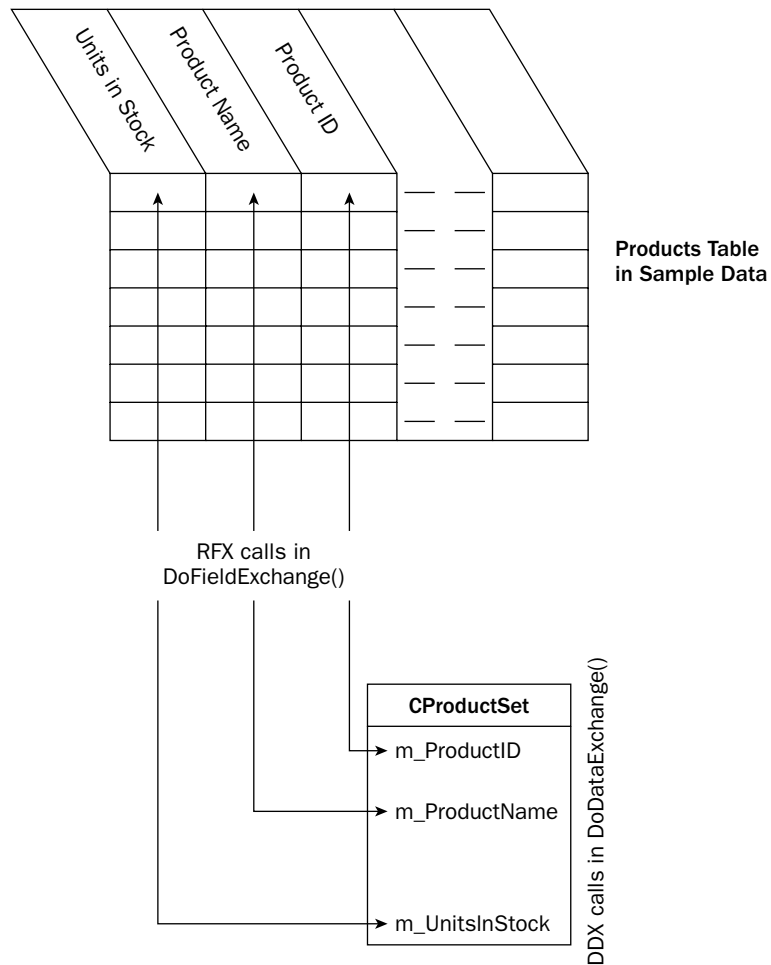 Units in Stock
Product Name
Product ID
Products Table
in Sample Data
RFX calls in
DoFieldExchange()
CProductSet
m_ProductID
m_ProductName
m_UnitsInStock
DDX calls in DoDataExchange()